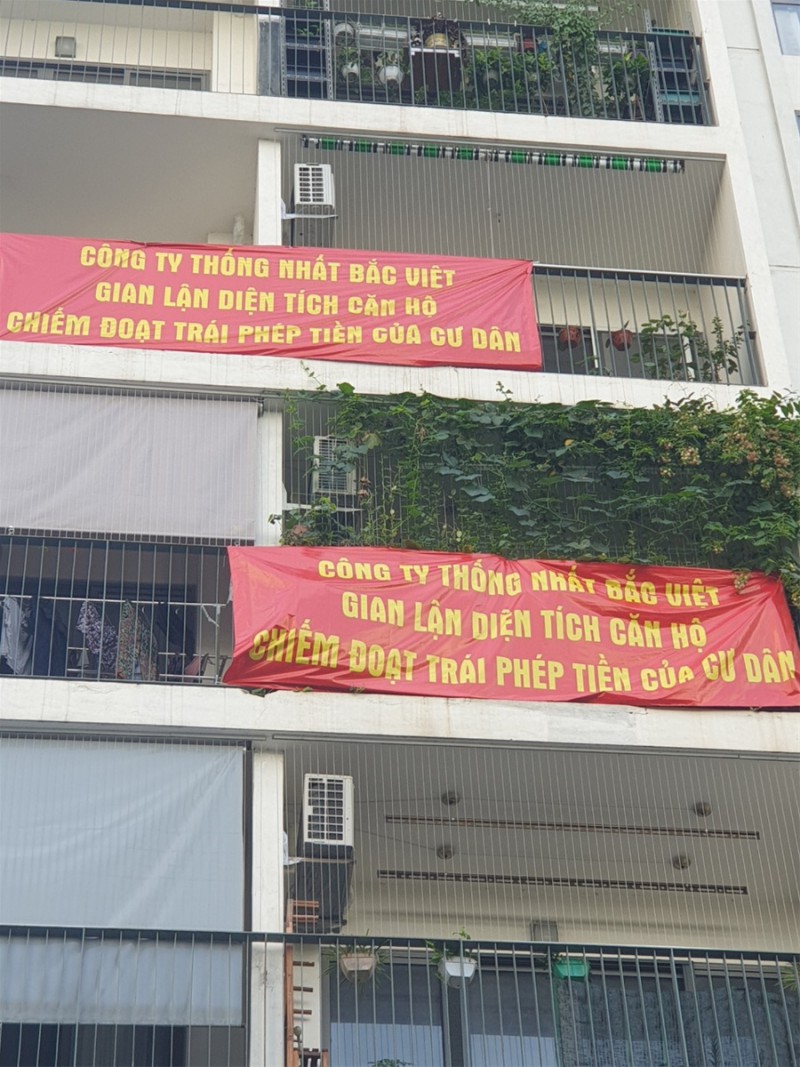 CÔNG TY THỐNG NHẤT BẮC VIỆT
GIAN LẬN DIỆN TÍCH CĂN HỘ
CHIẾM ĐOẠT TRÁI PHÉP TIỀN CỦA CƯ DÂN
CÔNG TY THỐNG NHẤT BẮC VIỆT
GIAN LẬN DIỆN TÍCH CĂN HỘ
CHIẾM ĐOẠT TRÁI PHÉP TIỀN CỦA CƯ DÂN